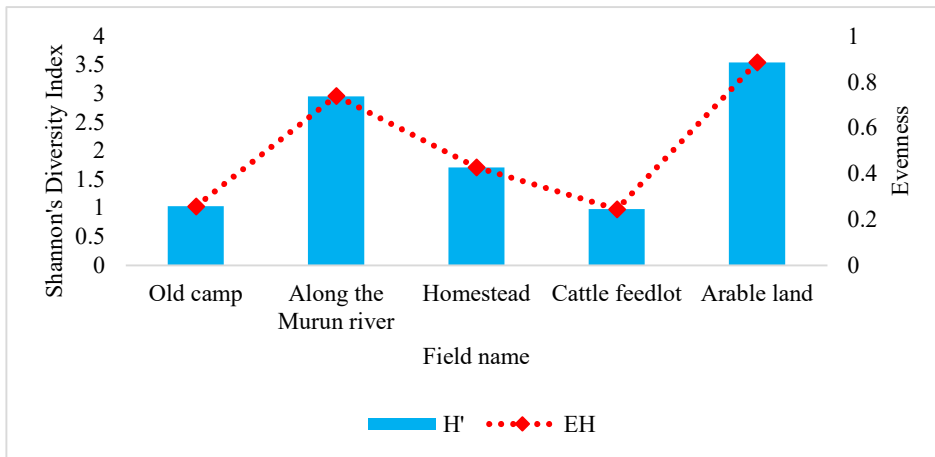 Shannon's Diversity Index
4
3.5
3
2.5
2
1.5
1
0.5
0
1
0.8
0.6
0.4
0.2
0
Evenness
Old camp
Along the
Murun river
Homestead
Cattle feedlot
Arable land
Field name
H'
EH